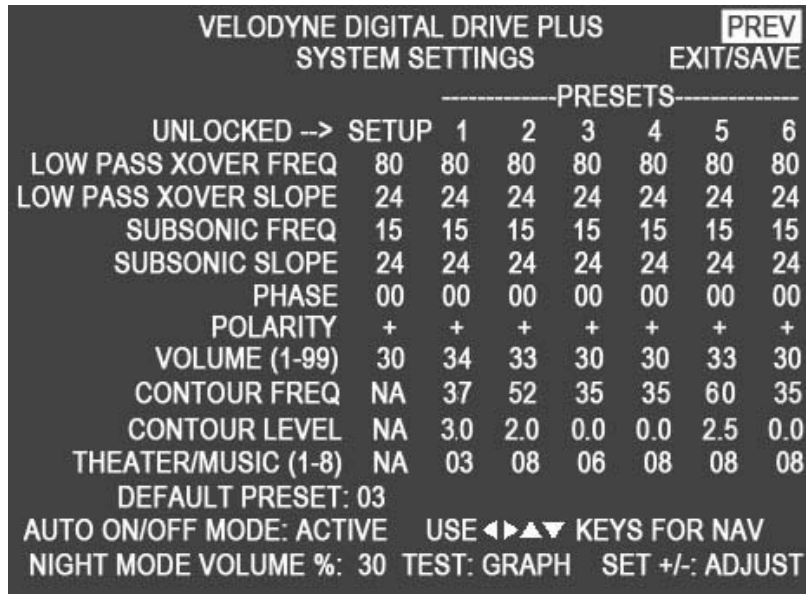 VELODYNE DIGITAL DRIVE PLUS PREV
SYSTEM SETTINGS EXIT/SAVE
-------------PRESETS-------------
UNLOCKED --> SETUP 1 2 3 4 5 6
LOW PASS XOVER FREQ 80 80 80 80 80 80 80
LOW PASS XOVER SLOPE 24 24 24 24 24 24 24
SUBSONIC FREQ 15 15 15 15 15 15 15
SUBSONIC SLOPE 24 24 24 24 24 24 24
PHASE 00 00 00 00 00 00 00
POLARITY + + + + + + +
VOLUME (1-99) 30 34 33 30 30 33 30
CONTOUR FREQ NA 37 52 35 35 60 35
CONTOUR LEVEL NA 3.0 2.0 0.0 0.0 2.5 0.0
THEATER/MUSIC (1-8) NA 03 08 06 08 08 08
DEFAULT PRESET: 03
AUTO ON/OFF MODE: ACTIVE USE ◀▶▲▼ KEYS FOR NAV
NIGHT MODE VOLUME %: 30 TEST: GRAPH SET +/-: ADJUST